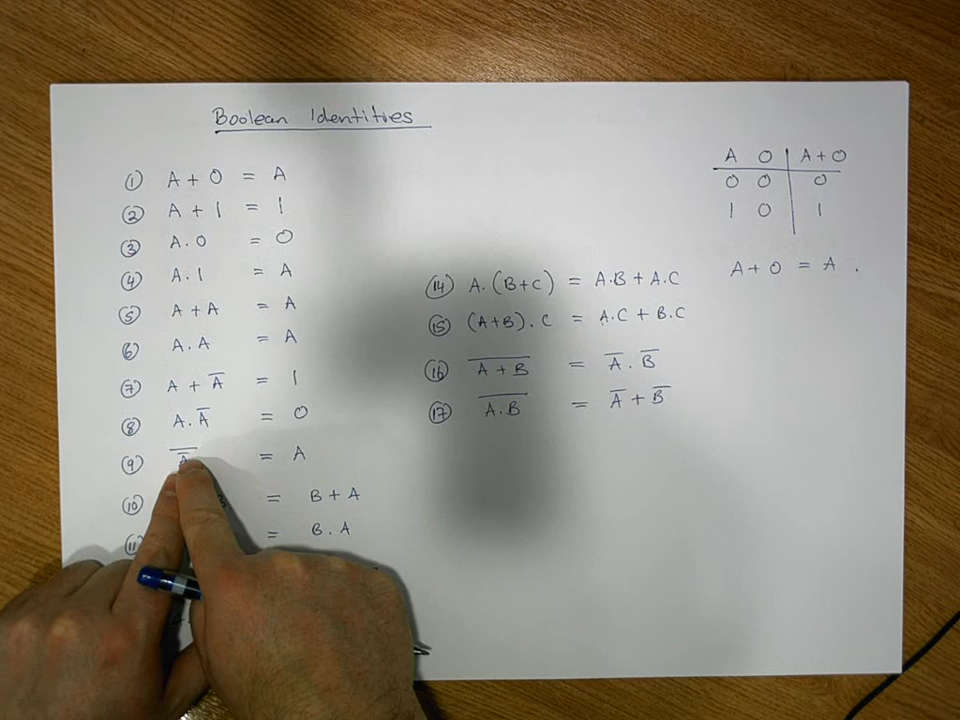 Boolean Identities
① A + 0 = A
② A + 1 = 1
③ A . 0 = 0
④ A . 1 = A
⑤ A + A = A
⑥ A . A = A
⑦ A + A̅ = 1
⑧ A . A̅ = 0
⑨ A̿ = A
⑩ = B + A
⑪ = B . A
⑭ A . (B+C) = A.B + A.C
⑮ (A+B) . C = A.C + B.C
⑯ A̅ ̅+̅ ̅B̅ = A̅ . B̅
⑰ A̅ ̅.̅ ̅B̅ = A̅ + B̅
A 0 | A+0
0 0 | 0
1 0 | 1
A + 0 = A .